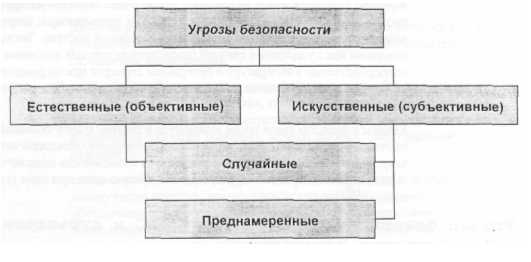 Угрозы безопасности
Естественные (объективные)
Искусственные (субъективные)
Случайные
Преднамеренные